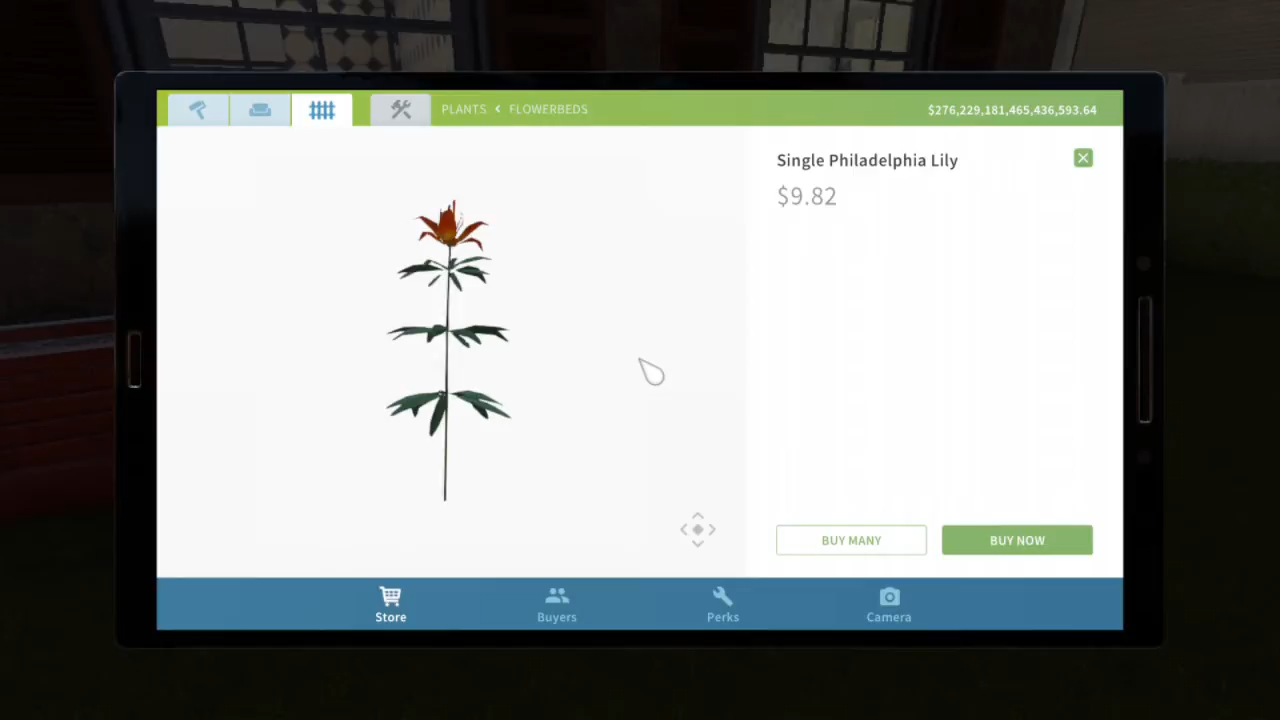 PLANTS < FLOWERBEDS
$276,229,181,465,436,593.64
Single Philadelphia Lily
$9.82
BUY MANY
BUY NOW
Store
Buyers
Perks
Camera